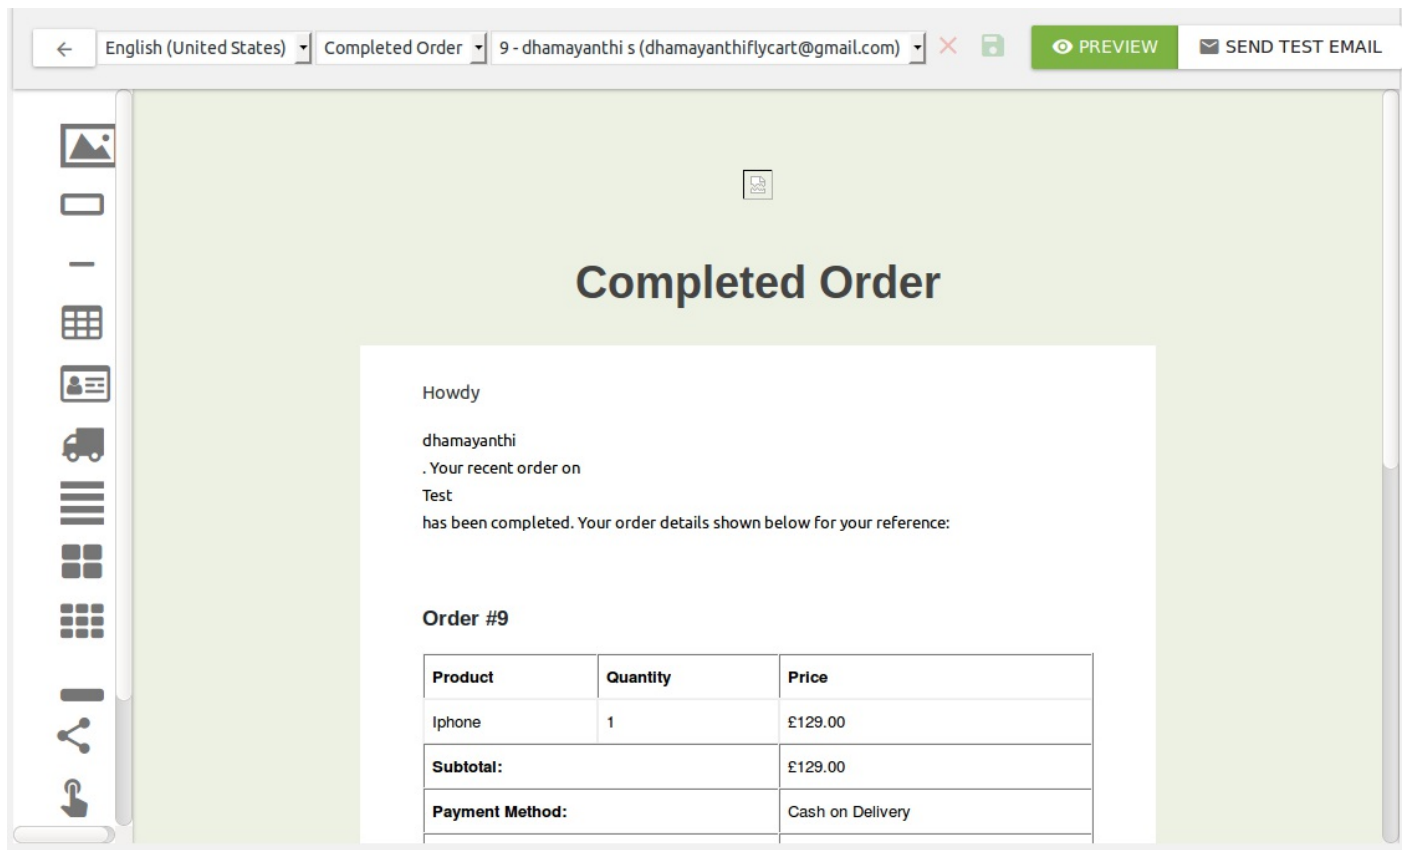 English (United States) Completed Order 9 - dhamayanthi s (dhamayanthiflycart@gmail.com) PREVIEW SEND TEST EMAIL
Completed Order
Howdy
dhamayanthi
. Your recent order on
Test
has been completed. Your order details shown below for your reference:
Order #9
Product Quantity Price
Iphone 1 £129.00
Subtotal: £129.00
Payment Method: Cash on Delivery